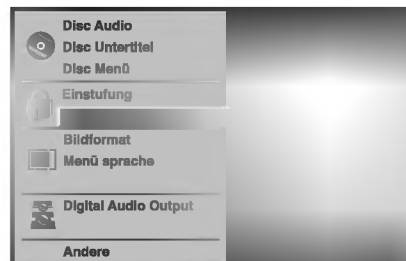 Disc Audio
Disc Untertitel
Disc Menü
Einstufung
Bildformat
Menü sprache
Digital Audio Output
Andere